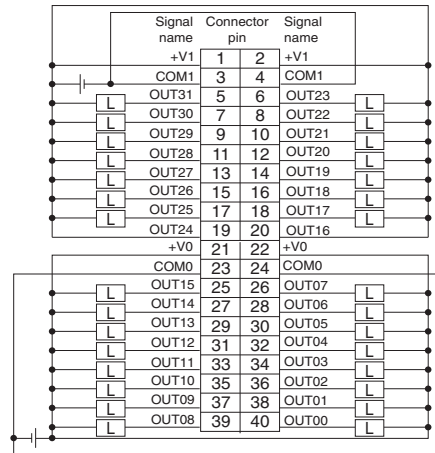 Signal name Connector pin Signal name
+V1 1 2 +V1
COM1 3 4 COM1
L OUT31 5 6 OUT23 L
L OUT30 7 8 OUT22 L
L OUT29 9 10 OUT21 L
L OUT28 11 12 OUT20 L
L OUT27 13 14 OUT19 L
L OUT26 15 16 OUT18 L
L OUT25 17 18 OUT17 L
OUT24 19 20 OUT16
+V0 21 22 +V0
COM0 23 24 COM0
L OUT15 25 26 OUT07 L
L OUT14 27 28 OUT06 L
L OUT13 29 30 OUT05 L
L OUT12 31 32 OUT04 L
L OUT11 33 34 OUT03 L
L OUT10 35 36 OUT02 L
L OUT09 37 38 OUT01 L
L OUT08 39 40 OUT00 L